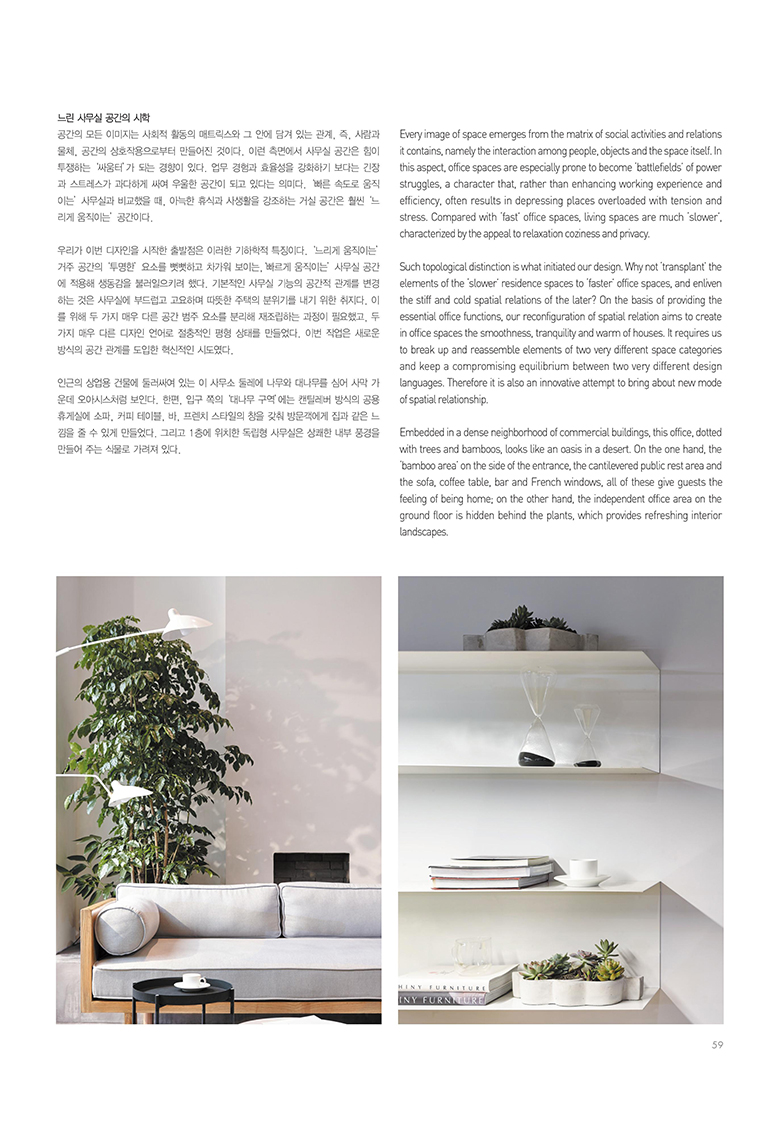 느린 사무실 공간의 시학
공간의 모든 이미지는 사회적 활동의 매트릭스와 그 안에 담겨 있는 관계, 즉, 사람과
물체, 공간의 상호작용으로부터 만들어진 것이다. 이런 측면에서 사무실 공간은 힘이
투쟁하는 '싸움터'가 되는 경향이 있다. 업무 경험과 효율성을 강화하기 보다는 긴장
과 스트레스가 과다하게 싸여 우울한 공간이 되고 있다는 의미다. '빠른 속도로 움직
이는' 사무실과 비교했을 때, 아늑한 휴식과 사생활을 강조하는 거실 공간은 훨씬 '느
리게 움직이는' 공간이다.
우리가 이번 디자인을 시작한 출발점은 이러한 기하학적 특징이다. '느리게 움직이는'
거주 공간의 '투명한' 요소를 뻣뻣하고 차가워 보이는, '빠르게 움직이는' 사무실 공간
에 적용해 생동감을 불러일으키려 했다. 기본적인 사무실 기능의 공간적 관계를 변경
하는 것은 사무실에 부드럽고 고요하며 따뜻한 주택의 분위기를 내기 위한 취지다. 이
를 위해 두 가지 매우 다른 공간 범주 요소를 분리해 재조립하는 과정이 필요했고, 두
가지 매우 다른 디자인 언어로 절충적인 평형 상태를 만들었다. 이번 작업은 새로운
방식의 공간 관계를 도입한 혁신적인 시도였다.
인근의 상업용 건물에 둘러싸여 있는 이 사무소 둘레에 나무와 대나무를 심어 사막 가
운데 오아시스처럼 보인다. 한편, 입구 쪽의 '대나무 구역'에는 캔틸레버 방식의 공용
휴게실에 소파, 커피 테이블, 바, 프렌치 스타일의 창을 갖춰 방문객에게 집과 같은 느
낌을 줄 수 있게 만들었다. 그리고 1층에 위치한 독립형 사무실은 상쾌한 내부 풍경을
만들어 주는 식물로 가려져 있다.
Every image of space emerges from the matrix of social activities and relations
it contains, namely the interaction among people, objects and the space itself. In
this aspect, office spaces are especially prone to become 'battlefields' of power
struggles, a character that, rather than enhancing working experience and
efficiency, often results in depressing places overloaded with tension and
stress. Compared with 'fast' office spaces, living spaces are much 'slower',
characterized by the appeal to relaxation coziness and privacy.
Such topological distinction is what initiated our design. Why not 'transplant' the
elements of the 'slower' residence spaces to 'faster' office spaces, and enliven
the stiff and cold spatial relations of the later? On the basis of providing the
essential office functions, our reconfiguration of spatial relation aims to create
in office spaces the smoothness, tranquility and warm of houses. It requires us
to break up and reassemble elements of two very different space categories
and keep a compromising equilibrium between two very different design
languages. Therefore it is also an innovative attempt to bring about new mode
of spatial relationship.
Embedded in a dense neighborhood of commercial buildings, this office, dotted
with trees and bamboos, looks like an oasis in a desert. On the one hand, the
'bamboo area' on the side of the entrance, the cantilevered public rest area and
the sofa, coffee table, bar and French windows, all of these give guests the
feeling of being home; on the other hand, the independent office area on the
ground floor is hidden behind the plants, which provides refreshing interior
landscapes.
HINY FURNITURE
HINY FURNITURE
59